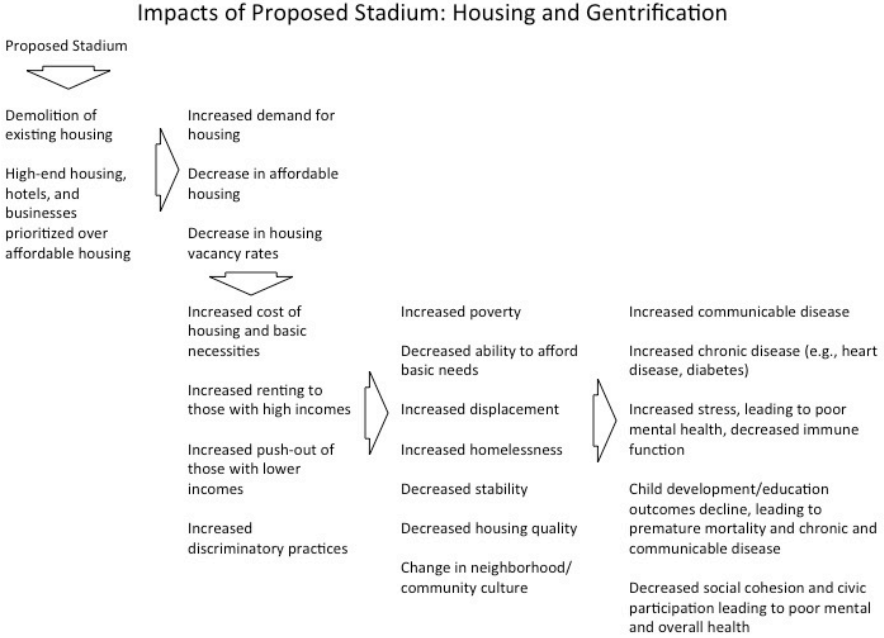 Impacts of Proposed Stadium: Housing and Gentrification
Proposed Stadium
Demolition of
existing housing
High-end housing,
hotels, and
businesses
prioritized over
affordable housing
Increased demand for
housing
Decrease in affordable
housing
Decrease in housing
vacancy rates
Increased cost of
housing and basic
necessities
Increased renting to
those with high incomes
Increased push-out of
those with lower
incomes
Increased
discriminatory practices
Increased poverty
Decreased ability to afford
basic needs
Increased displacement
Increased homelessness
Decreased stability
Decreased housing quality
Change in neighborhood/
community culture
Increased communicable disease
Increased chronic disease (e.g., heart
disease, diabetes)
Increased stress, leading to poor
mental health, decreased immune
function
Child development/education
outcomes decline, leading to
premature mortality and chronic and
communicable disease
Decreased social cohesion and civic
participation leading to poor mental
and overall health